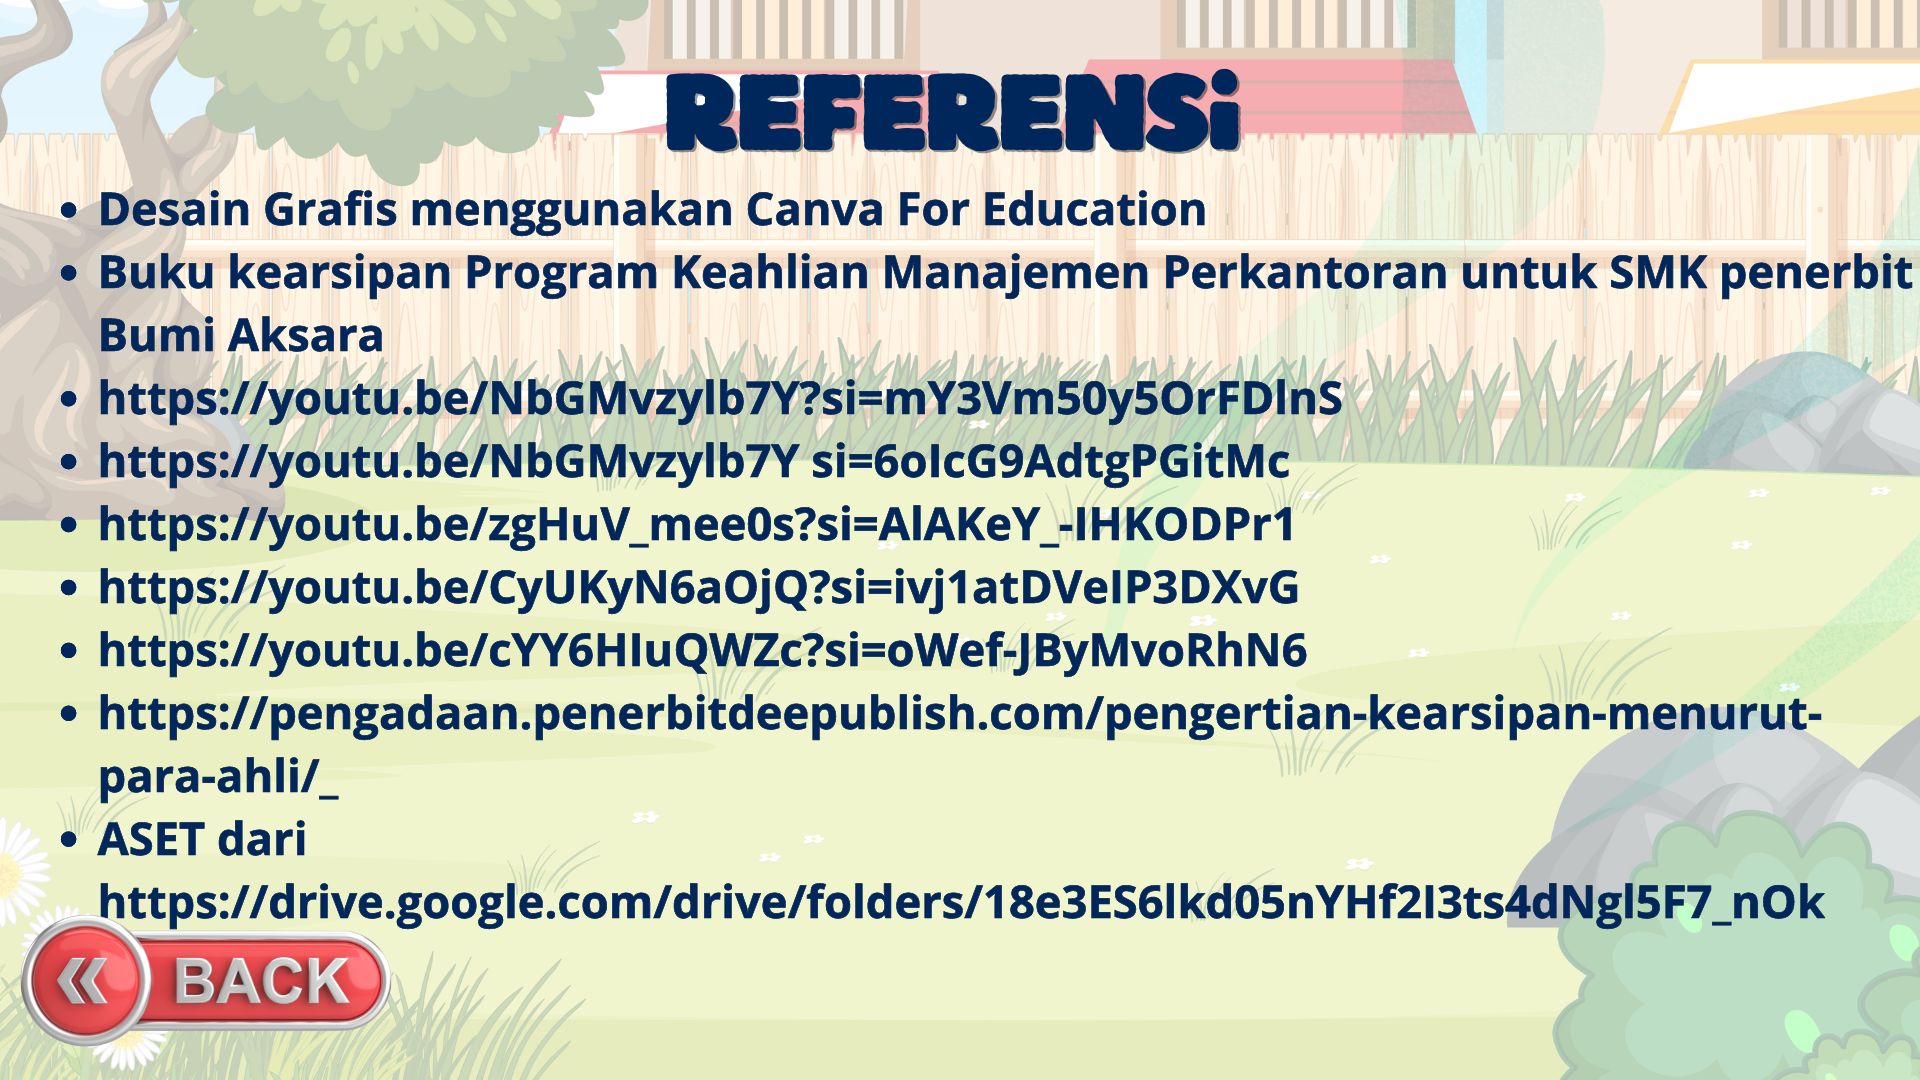 REFERENSi
• Desain Grafis menggunakan Canva For Education
• Buku kearsipan Program Keahlian Manajemen Perkantoran untuk SMK penerbit
Bumi Aksara
• https://youtu.be/NbGMvzylb7Y?si=mY3Vm50y5OrFDlnS
• https://youtu.be/NbGMvzylb7Y si=6oIcG9AdtgPGitMc
• https://youtu.be/zgHuV_mee0s?si=AlAKeY_-IHKODPr1
• https://youtu.be/CyUKyN6aOjQ?si=ivj1atDVeIP3DXvG
• https://youtu.be/cYY6HIuQWZc?si=oWef-JByMvoRhN6
• https://pengadaan.penerbitdeepublish.com/pengertian-kearsipan-menurut-
para-ahli/_
• ASET dari
https://drive.google.com/drive/folders/18e3ES6lkd05nYHf2I3ts4dNgl5F7_nOk
BACK